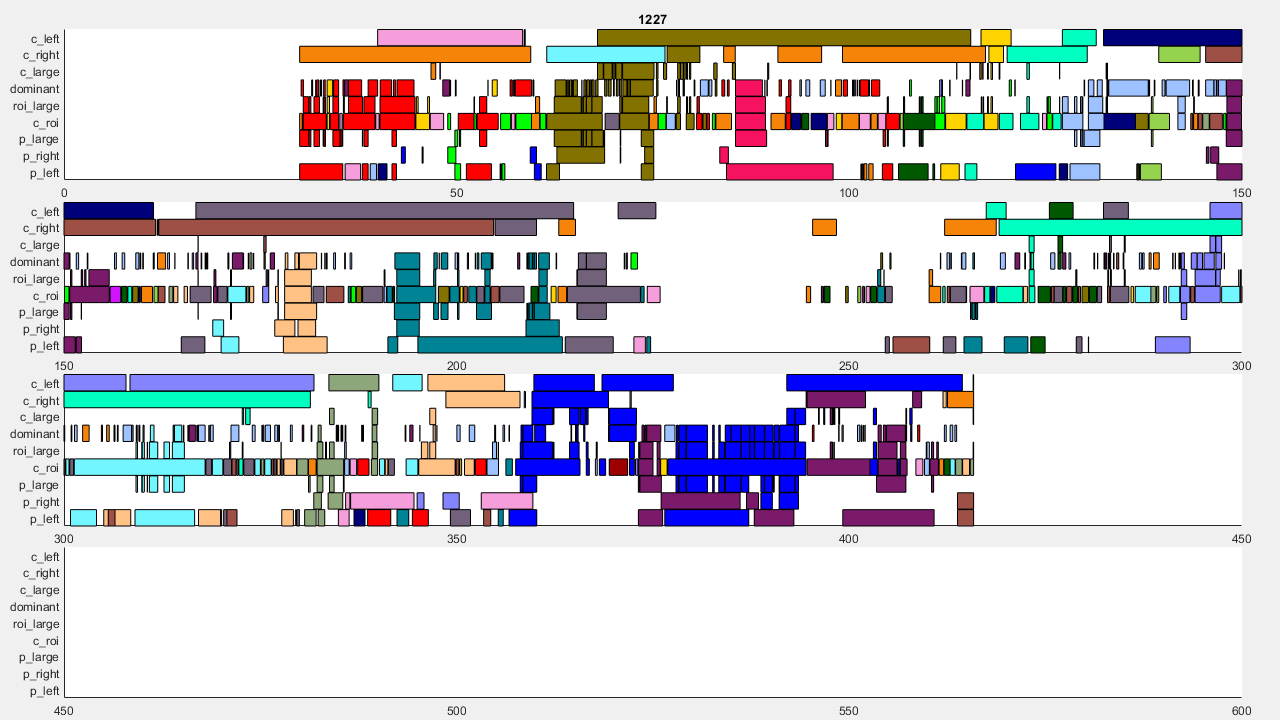 1227
c_left
c_right
c_large
dominant
roi_large
c_roi
p_large
p_right
p_left
0 50 100 150
c_left
c_right
c_large
dominant
roi_large
c_roi
p_large
p_right
p_left
150 200 250 300
c_left
c_right
c_large
dominant
roi_large
c_roi
p_large
p_right
p_left
300 350 400 450
c_left
c_right
c_large
dominant
roi_large
c_roi
p_large
p_right
p_left
450 500 550 600